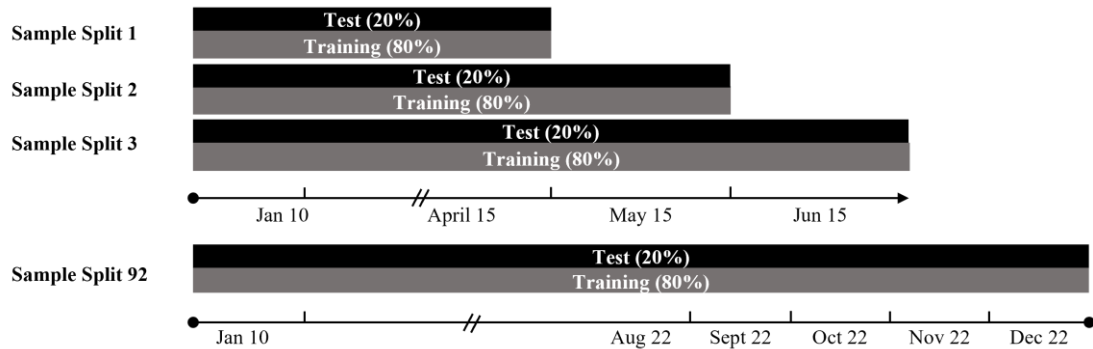 Sample Split 1
Test (20%)
Training (80%)
Sample Split 2
Test (20%)
Training (80%)
Sample Split 3
Test (20%)
Training (80%)
Jan 10 April 15 May 15 Jun 15
Sample Split 92
Test (20%)
Training (80%)
Jan 10 Aug 22 Sept 22 Oct 22 Nov 22 Dec 22